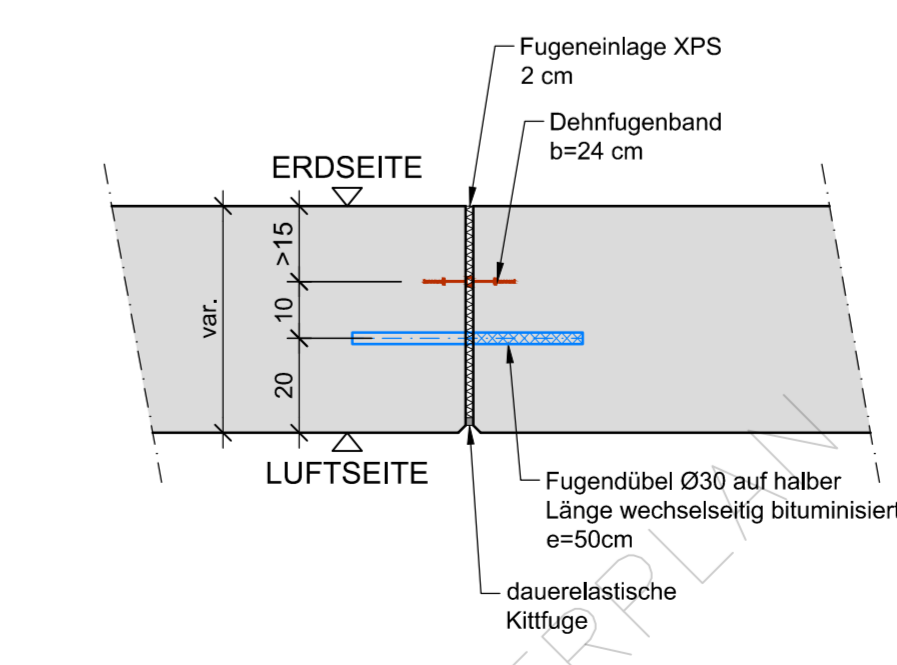 Fugeneinlage XPS
2 cm
Dehnfugenband
b=24 cm
ERDSEITE
>15
10
var.
20
LUFTSEITE
Fugendübel Ø30 auf halber
Länge wechselseitig bituminisiert
e=50cm
dauerelastische
Kittfuge
ERPLAN